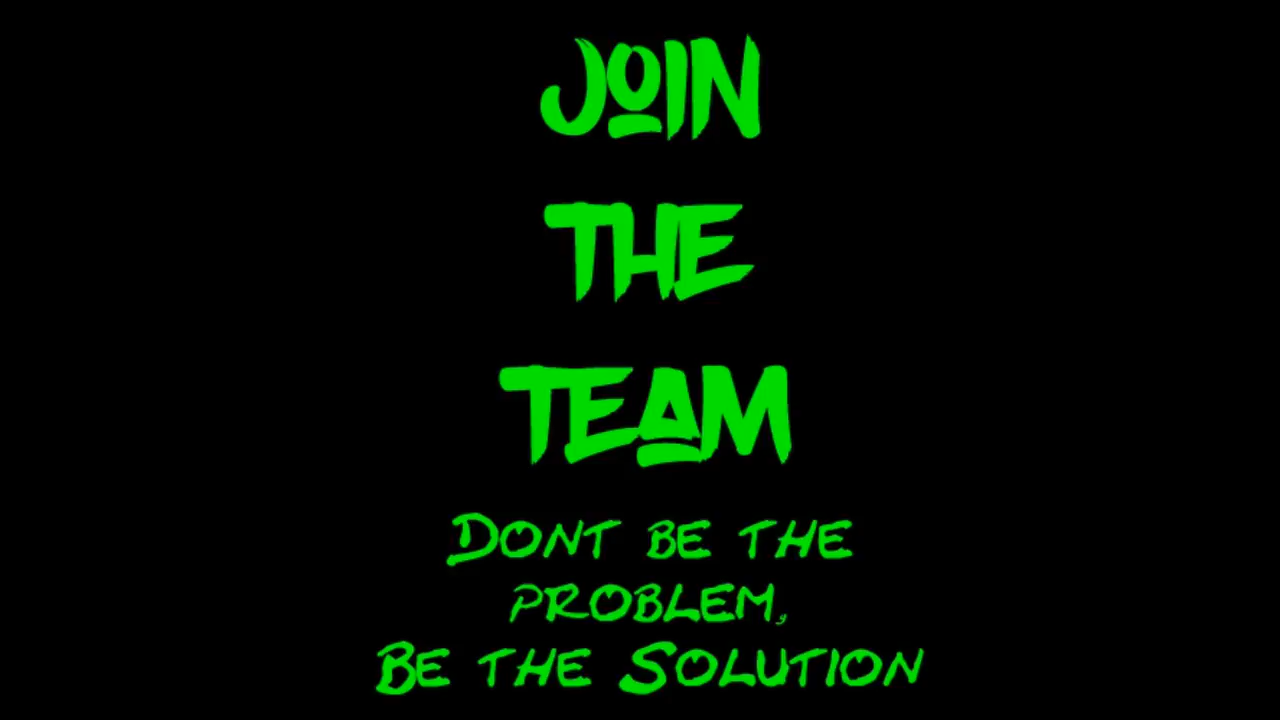 JOIN
THE
TEAM
DONT BE THE
PROBLEM,
BE THE SOLUTION